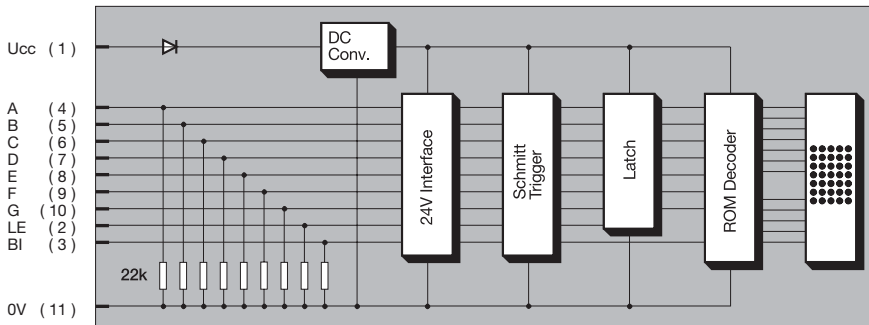 Ucc (1)
DC
Conv.
A (4)
B (5)
C (6)
D (7)
E (8)
F (9)
G (10)
LE (2)
BI (3)
24V Interface
Schmitt
Trigger
Latch
ROM Decoder
22k
0V (11)